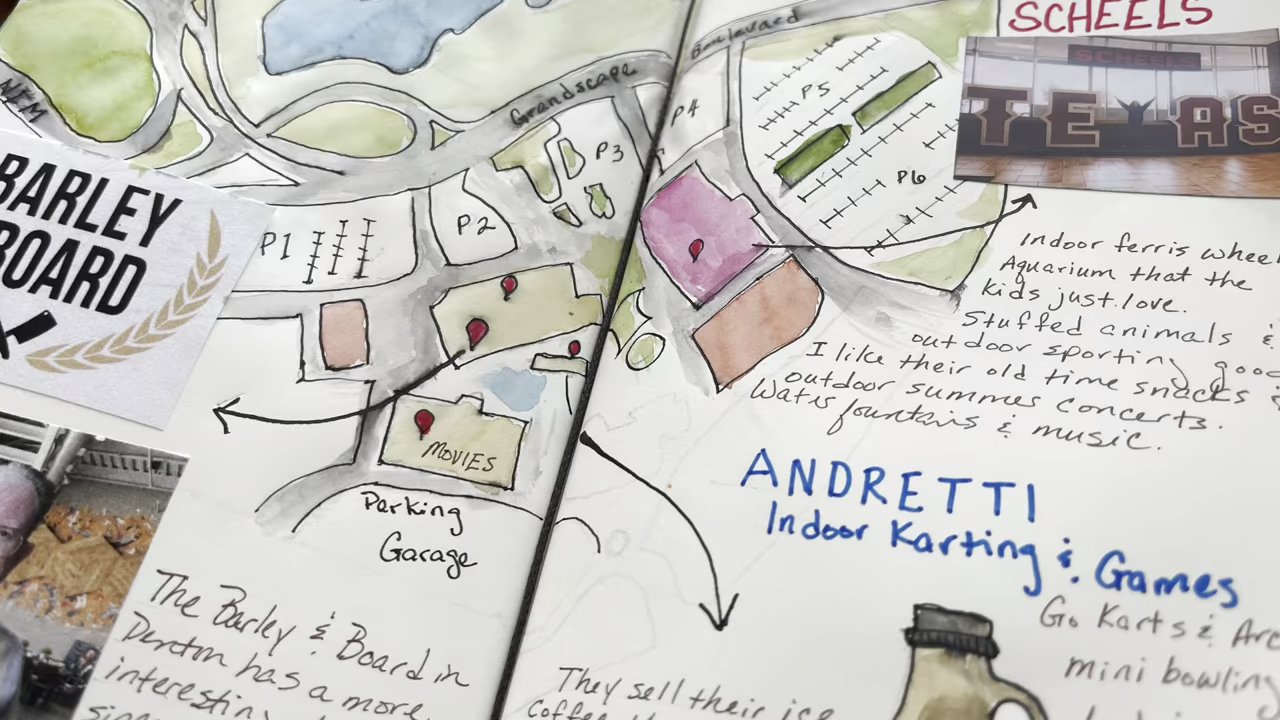 NFM
BARLEY
BOARD
Grandscape
Boulevard
P1
P2
P3
P4
P5
P6
MOVIES
Parking
Garage
The Barley & Board in
Denton has a more
interesting
SCHEELS
SCHEELS
TEXAS
Indoor ferris wheel
Aquarium that the
kids just love.
Stuffed animals &
outdoor sporting good
I like their old time snacks &
outdoor summer concerts.
Water fountains & music.
ANDRETTI
Indoor Karting & Games
Go Karts & Arc
mini bowling
They sell their ice
coffee